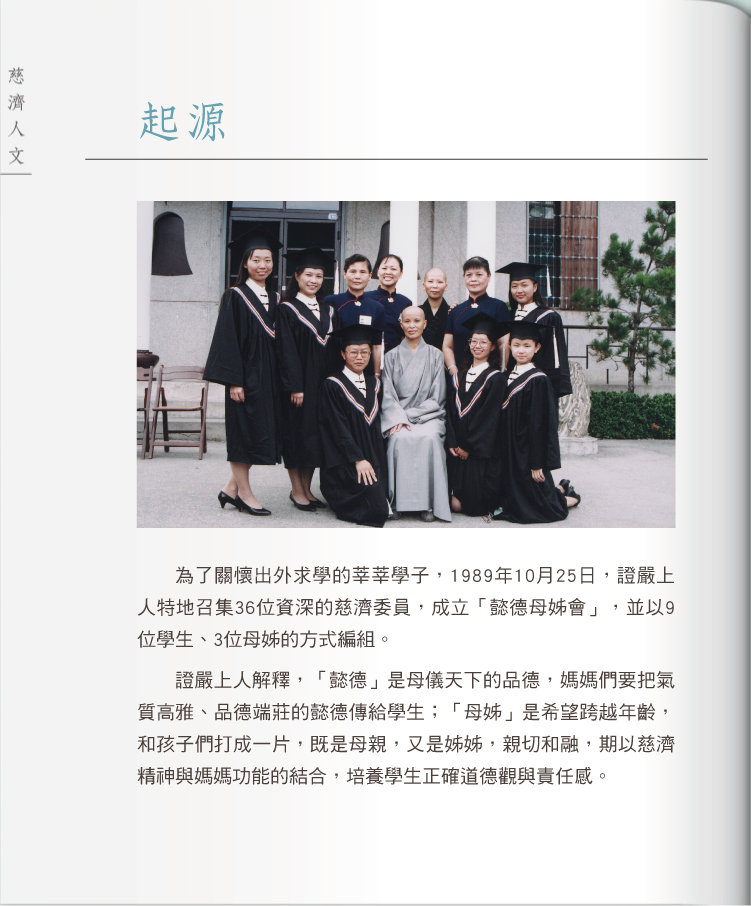 慈濟人文
起源
為了關懷出外求學的莘莘學子，1989年10月25日，證嚴上
人特地召集36位資深的慈濟委員，成立「懿德母姊會」，並以9
位學生、3位母姊的方式編組。
證嚴上人解釋，「懿德」是母儀天下的品德，媽媽們要把氣
質高雅、品德端莊的懿德傳給學生；「母姊」是希望跨越年齡，
和孩子們打成一片，既是母親，又是姊姊，親切和融，期以慈濟
精神與媽媽功能的結合，培養學生正確道德觀與責任感。